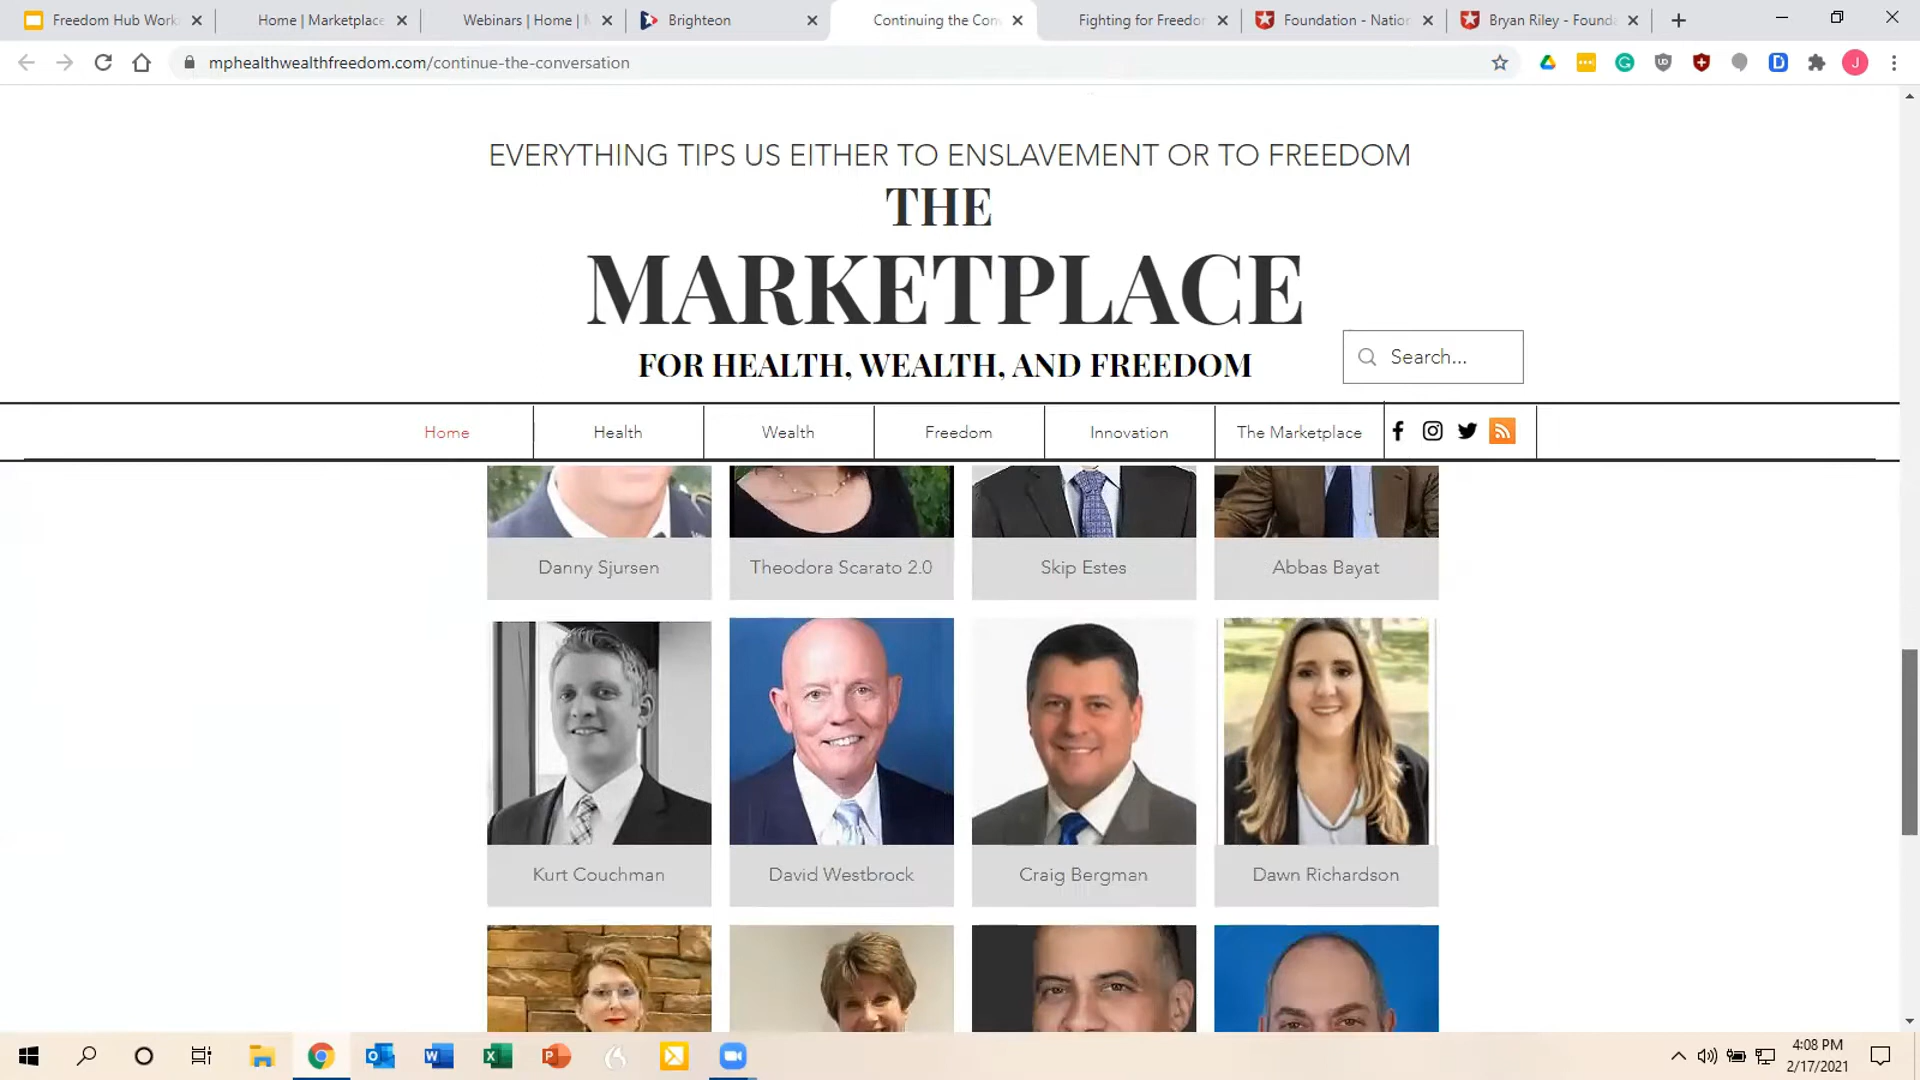 Freedom Hub Work
Home | Marketplace
Webinars | Home |
Brighteon
Continuing the Con
Fighting for Freedo
Foundation - Natio
Bryan Riley - Founda
mphealthwealthfreedom.com/continue-the-conversation
EVERYTHING TIPS US EITHER TO ENSLAVEMENT OR TO FREEDOM
THE
MARKETPLACE
FOR HEALTH, WEALTH, AND FREEDOM
Search...
Home
Health
Wealth
Freedom
Innovation
The Marketplace
Danny Sjursen
Theodora Scarato 2.0
Skip Estes
Abbas Bayat
Kurt Couchman
David Westbrock
Craig Bergman
Dawn Richardson
4:08 PM
2/17/2021